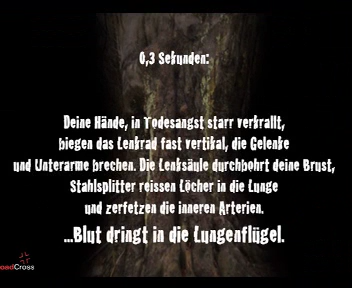 0,3 Sekunden:
Deine Hände, in Todesangst starr verkrallt,
biegen das Lenkrad fast vertikal, die Gelenke
und Unterarme brechen. Die Lenksäule durchbohrt deine Brust,
Stahlsplitter reissen Löcher in die Lunge
und zerfetzen die inneren Arterien.
...Blut dringt in die Lungenflügel.
oadCross